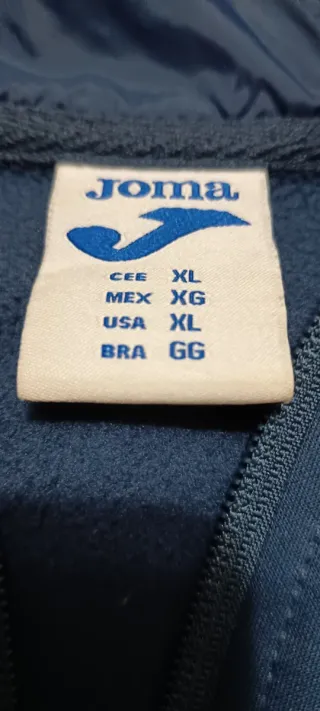 Joma
CEE XL
MEX XG
USA XL
BRA GG